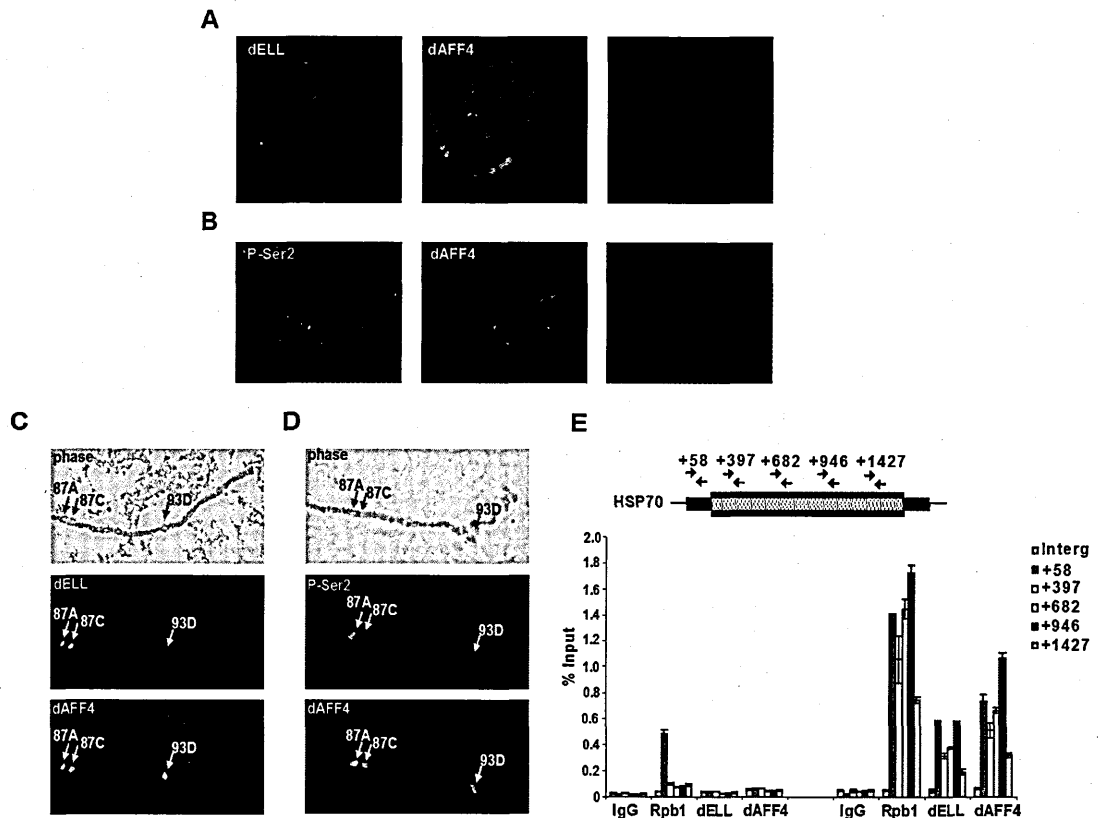 A
dELL dAFF4
B
P-Ser2 dAFF4
C D E
phase
87A
87C
93D
phase
87A
87C
93D
dELL
87A
87C
93D
P-Ser2
87A
87C
93D
dAFF4
87A
87C
93D
dAFF4
87A
87C
93D
+58 +397 +682 +946 +1427
HSP70
2.0
1.8
1.6
1.4
1.2
1.0
0.8
0.6
0.4
0.2
0
% Input
Interg
+58
+397
+682
+946
+1427
IgG Rpb1 dELL dAFF4 IgG Rpb1 dELL dAFF4